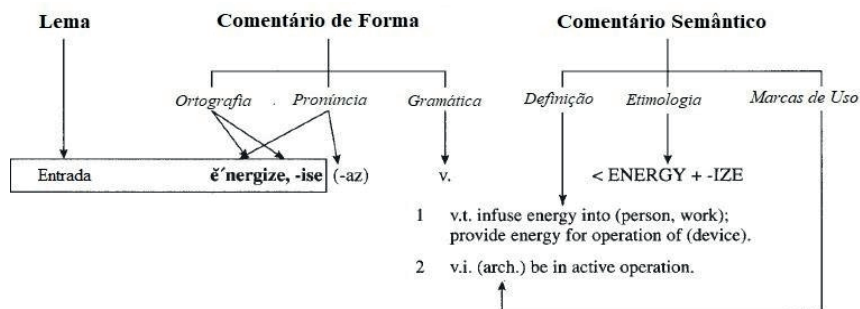 Lema Comentário de Forma Comentário Semântico
Ortografia . Pronúncia Gramática Definição Etimologia Marcas de Uso
Entrada ĕ´nergize, -ise (-az) v. < ENERGY + -IZE
1 v.t. infuse energy into (person, work);
provide energy for operation of (device).
2 v.i. (arch.) be in active operation.